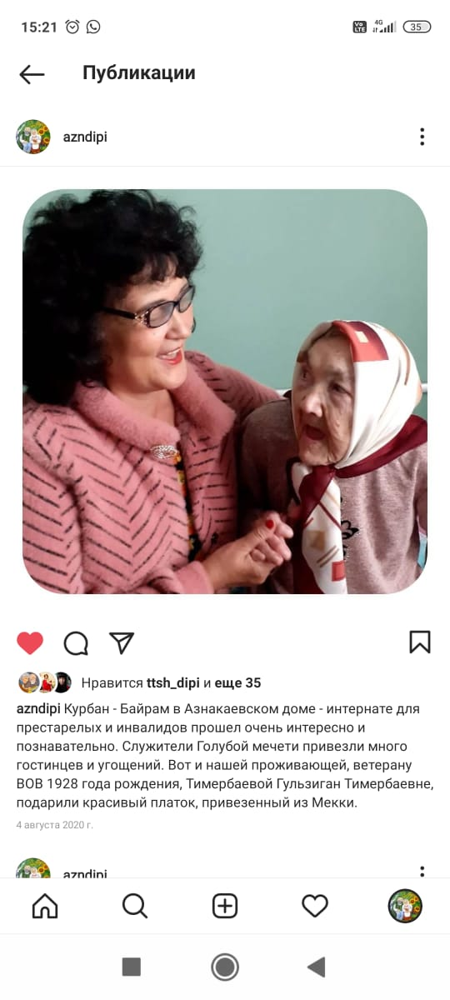 15:21
Vo LTE
4G
35
Публикации
azndipi
Нравится ttsh_dipi и еще 35
azndipi Курбан - Байрам в Азнакаевском доме - интернате для
престарелых и инвалидов прошел очень интересно и
познавательно. Служители Голубой мечети привезли много
гостинцев и угощений. Вот и нашей проживающей, ветерану
ВОВ 1928 года рождения, Тимербаевой Гульзиган Тимербаевне,
подарили красивый платок, привезенный из Мекки.
4 августа 2020 г.
azndipi